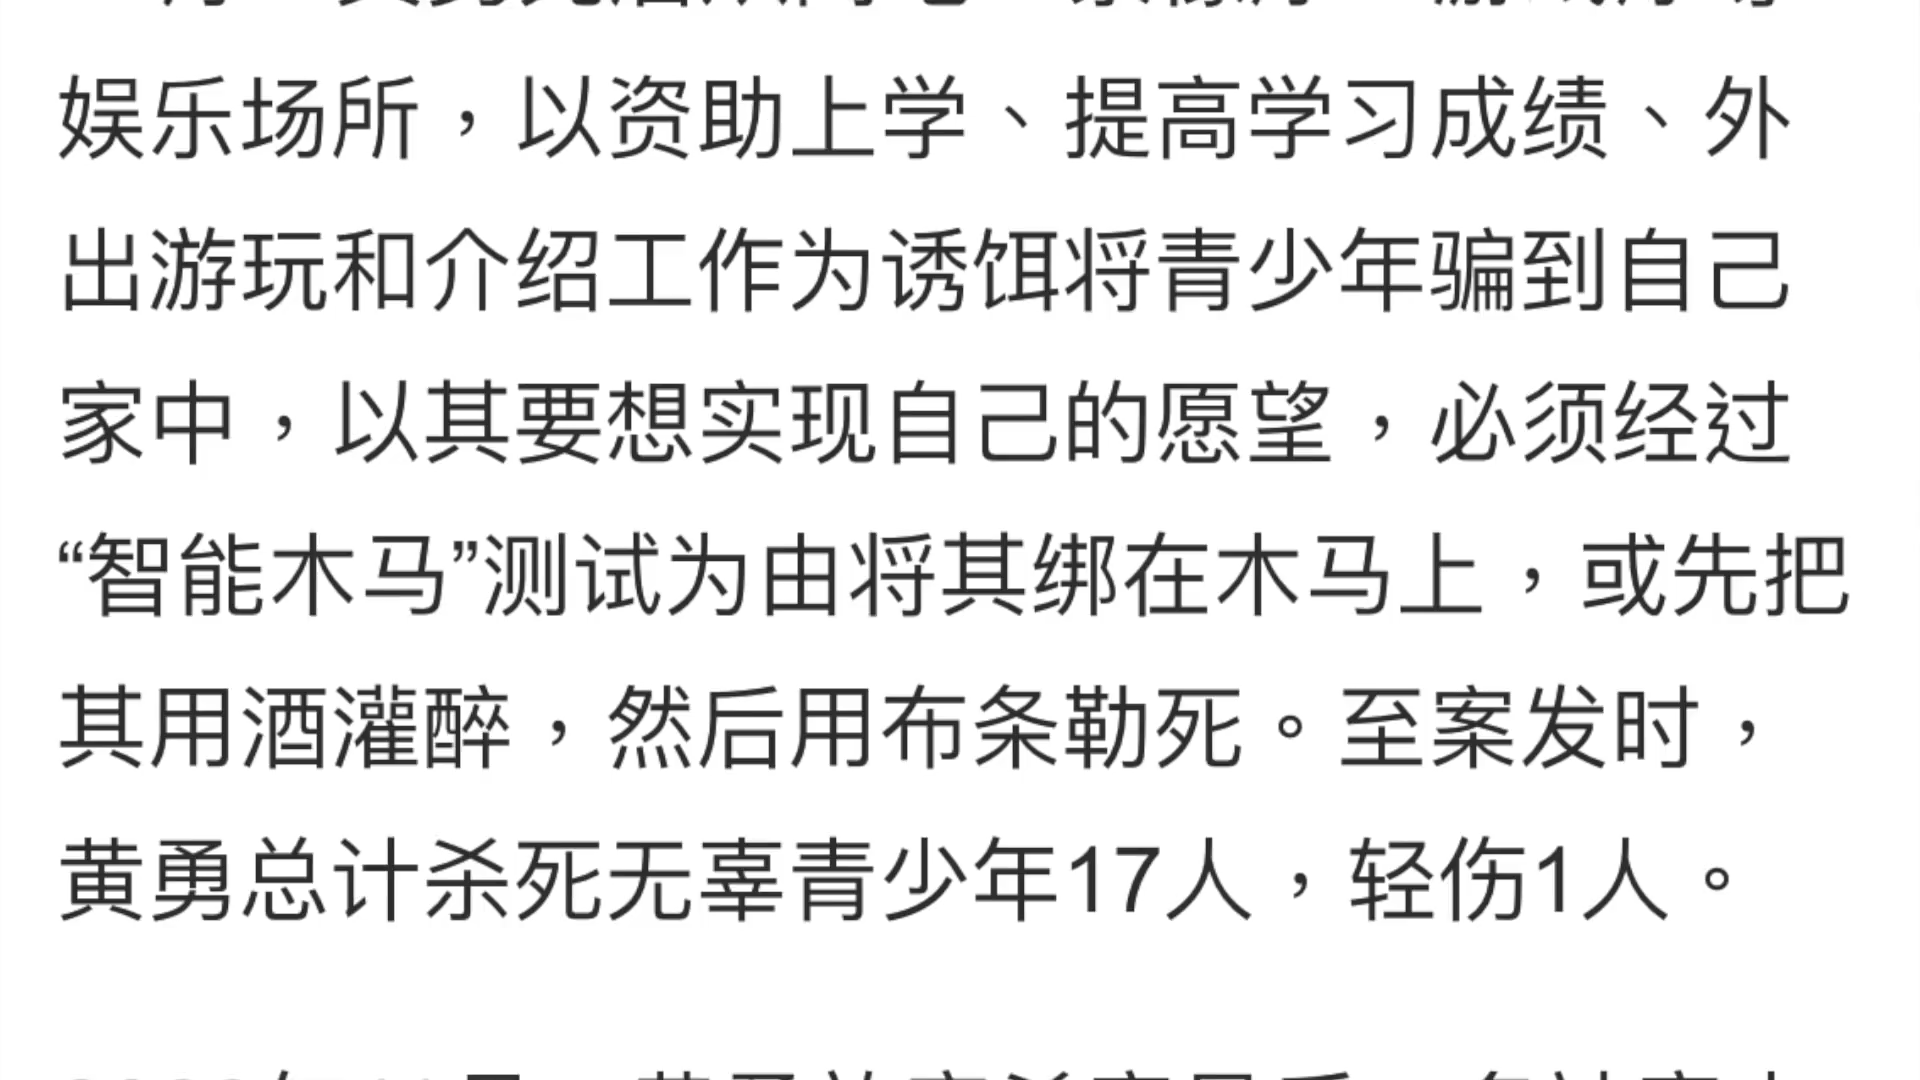 娱乐场所，以资助上学、提高学习成绩、外
出游玩和介绍工作为诱饵将青少年骗到自己
家中，以其要想实现自己的愿望，必须经过
“智能木马”测试为由将其绑在木马上，或先把
其用酒灌醉，然后用布条勒死。至案发时，
黄勇总计杀死无辜青少年17人，轻伤1人。